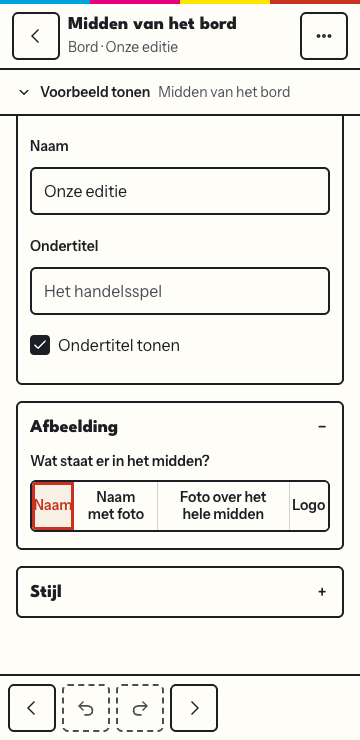 Midden van het bord
Bord · Onze editie
Voorbeeld tonen Midden van het bord
Naam
Onze editie
Ondertitel
Het handelsspel
Ondertitel tonen
Afbeelding
Wat staat er in het midden?
Naam
Naam
met foto
Foto over het
hele midden
Logo
Stijl